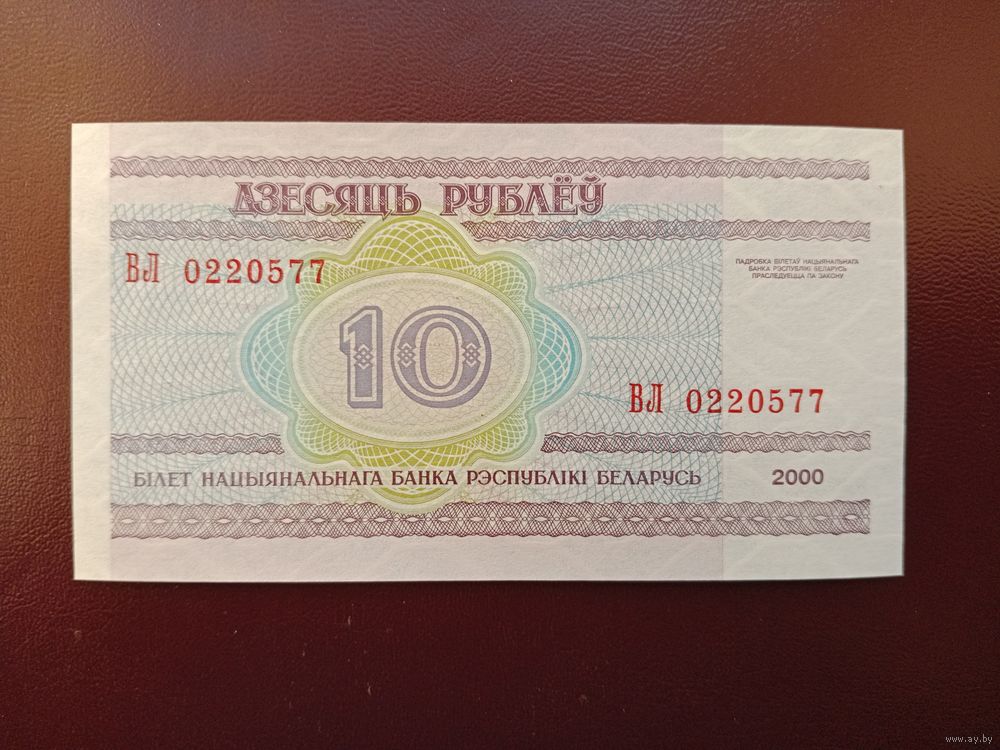 ДЗЕСЯЦЬ РУБЛЁЎ
ВЛ 0220577
ПАДРОБКА БІЛЕТАЎ НАЦЫЯНАЛЬНАГА
БАНКА РЭСПУБЛІКІ БЕЛАРУСЬ
ПРАСЛЕДУЕЦЦА ПА ЗАКОНУ
10
ВЛ 0220577
БІЛЕТ НАЦЫЯНАЛЬНАГА БАНКА РЭСПУБЛІКІ БЕЛАРУСЬ 2000
www.ay.by